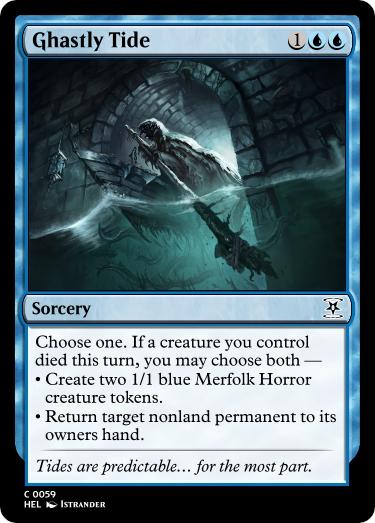 Ghastly Tide 1
Sorcery
Choose one. If a creature you control
died this turn, you may choose both —
• Create two 1/1 blue Merfolk Horror
creature tokens.
• Return target nonland permanent to its
owners hand.
Tides are predictable… for the most part.
C 0059
HEL Istrander